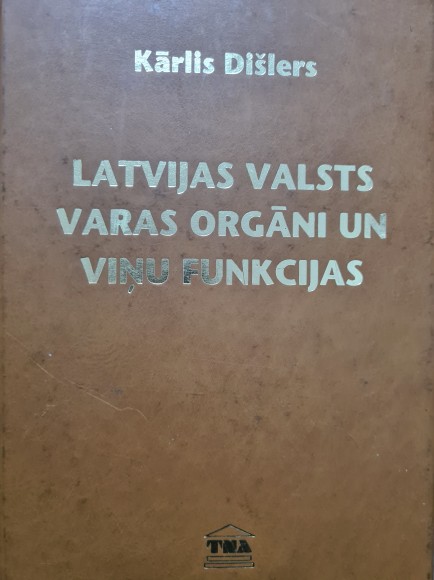 Kārlis Dišlers
LATVIJAS VALSTS
VARAS ORGĀNI UN
VIŅU FUNKCIJAS
TNA